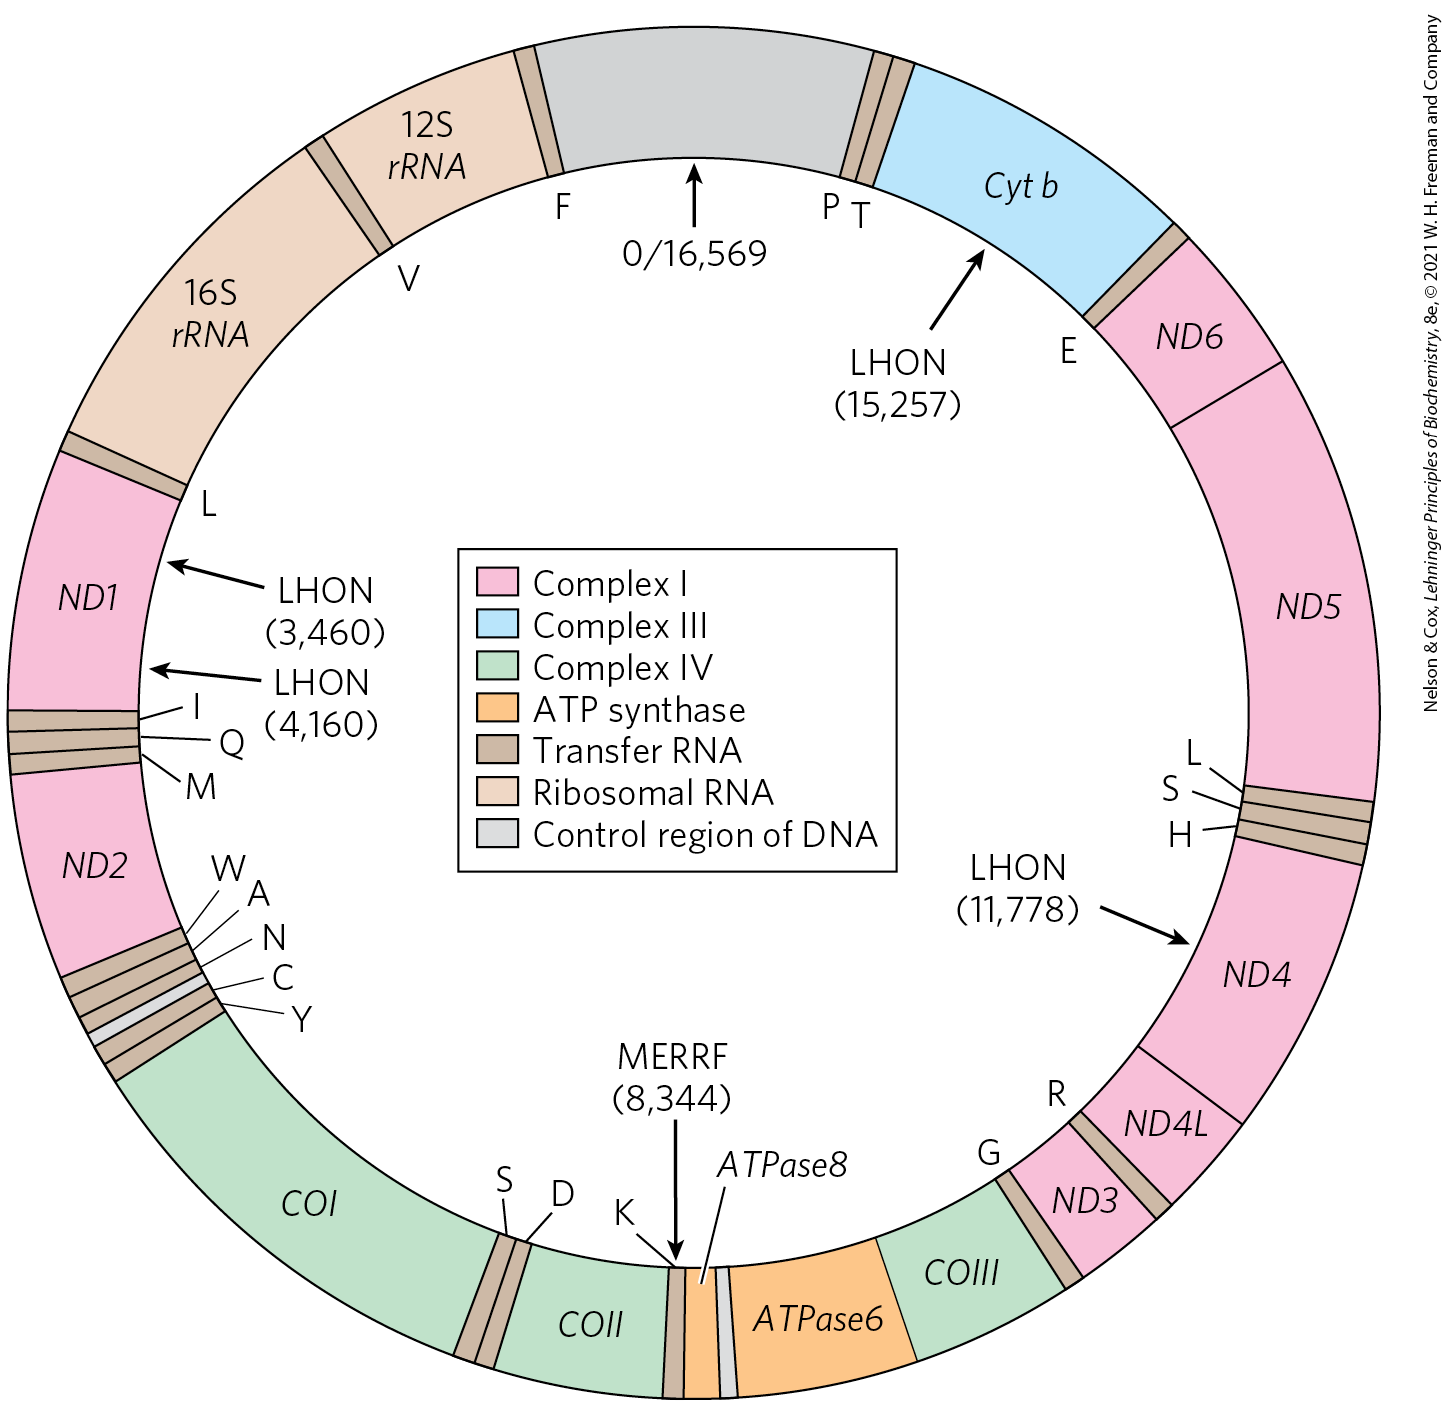 12S
rRNA
F
0/16,569
P
T
Cyt b
V
16S
rRNA
E
ND6
LHON
(15,257)
L
ND1
LHON
(3,460)
LHON
(4,160)
I
Q
M
Complex I
Complex III
Complex IV
ATP synthase
Transfer RNA
Ribosomal RNA
Control region of DNA
ND5
L
S
H
ND2
W
A
N
C
Y
LHON
(11,778)
ND4
MERRF
(8,344)
R
ND4L
G
ND3
ATPase8
S
D
K
COI
COII
ATPase6
COIII
Nelson & Cox, Lehninger Principles of Biochemistry, 8e, © 2021 W. H. Freeman and Company